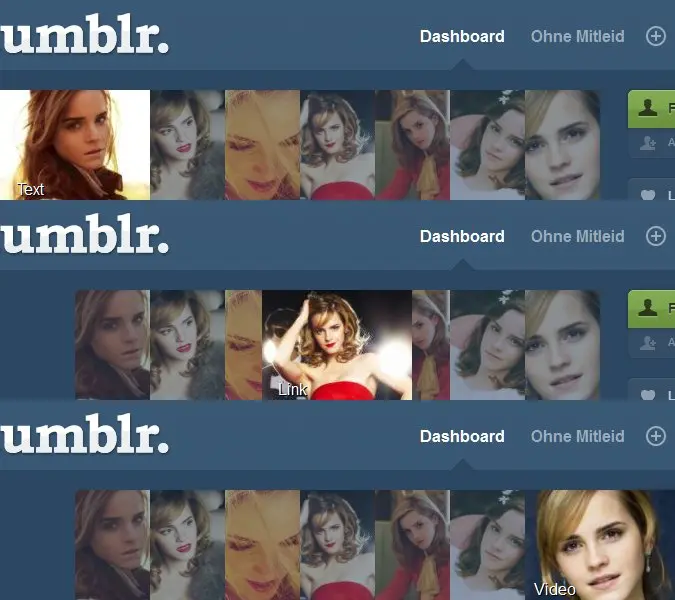 umblr.
Dashboard Ohne Mitleid
F
A
Text
L
umblr.
Dashboard Ohne Mitleid
F
A
Link
L
umblr.
Dashboard Ohne Mitleid
Video